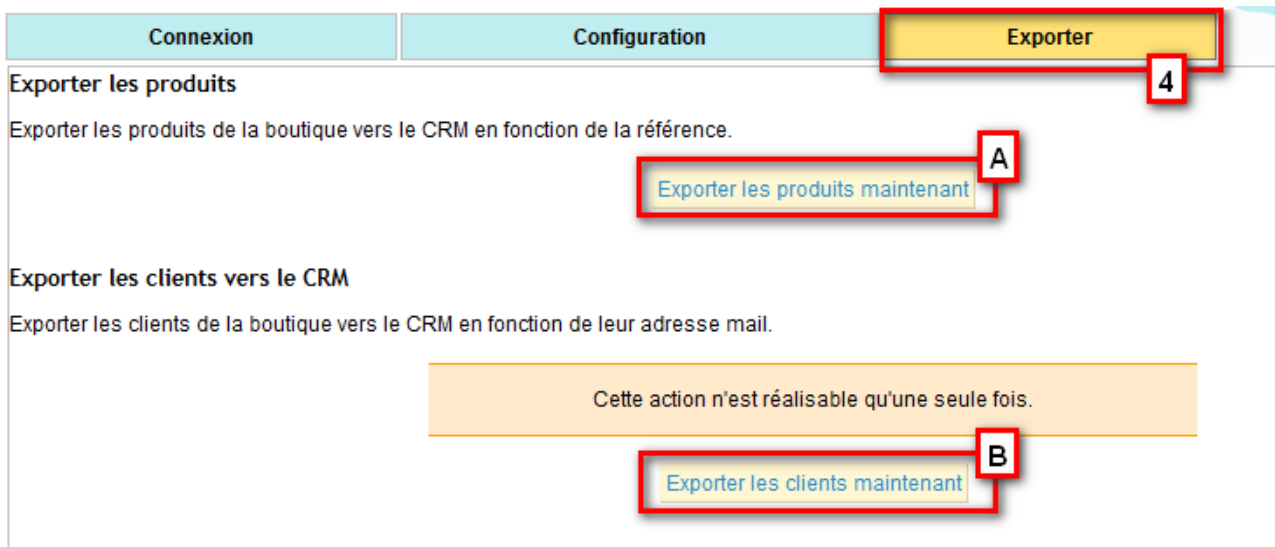 Connexion Configuration Exporter
4
Exporter les produits
Exporter les produits de la boutique vers le CRM en fonction de la référence.
A
Exporter les produits maintenant
Exporter les clients vers le CRM
Exporter les clients de la boutique vers le CRM en fonction de leur adresse mail.
Cette action n'est réalisable qu'une seule fois.
B
Exporter les clients maintenant